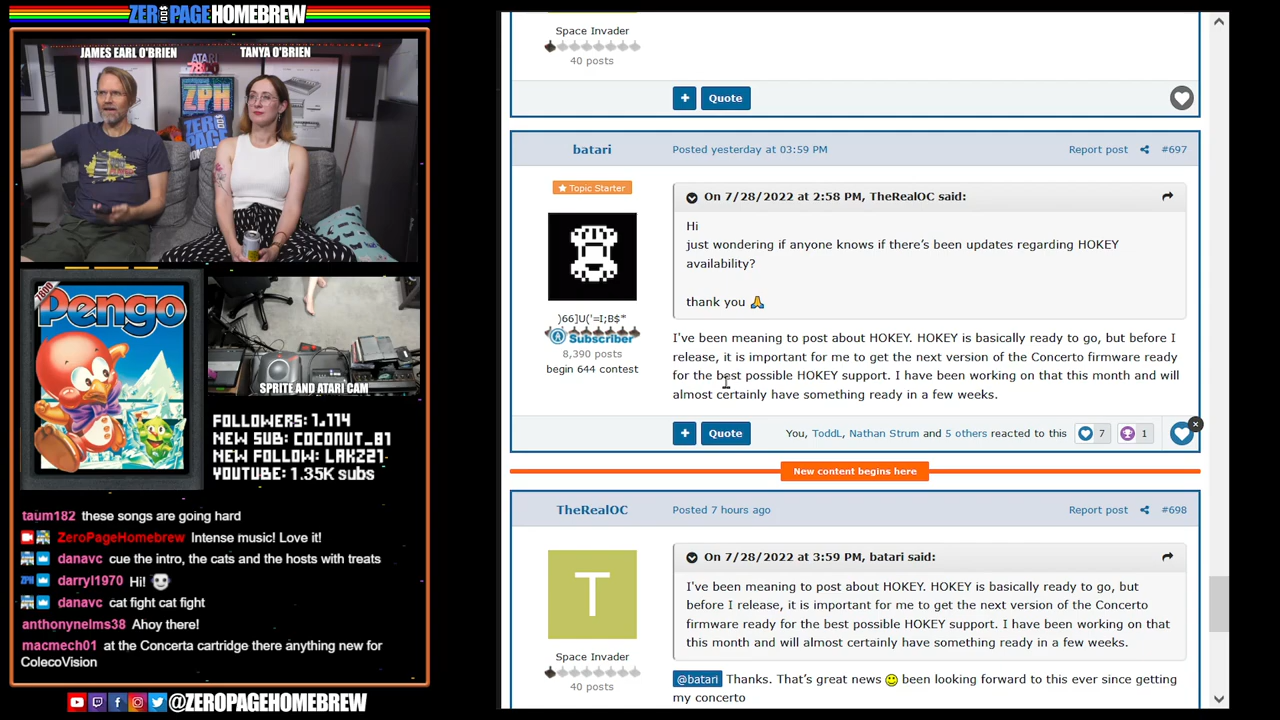 ZERO PAGE HOMEBREW
JAMES EARL O'BRIEN
TANYA O'BRIEN
ATARI
7800
ZPH
ZERO
PAGE
7800
Pengo
SPRITE AND ATARI CAM
FOLLOWERS: 1,114
NEW SUB: COCONUT_81
NEW FOLLOW: LAKZ21
YOUTUBE: 1.35K subs
taum182 these songs are going hard
ZeroPageHomebrew Intense music! Love it!
danavc cue the intro, the cats and the hosts with treats
darryl1970 Hi!
danavc cat fight cat fight
anthonynelms38 Ahoy there!
macmech01 at the Concerta cartridge there anything new for
ColecoVision
@ZEROPAGEHOMEBREW
Space Invader
40 posts
+ Quote
batari
Posted yesterday at 03:59 PM
Report post
#697
Topic Starter
)66]U('=I;B$*
Subscriber
8,390 posts
begin 644 contest
On 7/28/2022 at 2:58 PM, TheRealOC said:
Hi
just wondering if anyone knows if there's been updates regarding HOKEY
availability?
thank you 🙏
I've been meaning to post about HOKEY. HOKEY is basically ready to go, but before I
release, it is important for me to get the next version of the Concerto firmware ready
for the best possible HOKEY support. I have been working on that this month and will
almost certainly have something ready in a few weeks.
+ Quote
You, ToddL, Nathan Strum and 5 others reacted to this
7
1
New content begins here
TheRealOC
Posted 7 hours ago
Report post
#698
T
Space Invader
40 posts
On 7/28/2022 at 3:59 PM, batari said:
I've been meaning to post about HOKEY. HOKEY is basically ready to go, but
before I release, it is important for me to get the next version of the Concerto
firmware ready for the best possible HOKEY support. I have been working on that
this month and will almost certainly have something ready in a few weeks.
@batari Thanks. That's great news 🙂 been looking forward to this ever since getting
my concerto